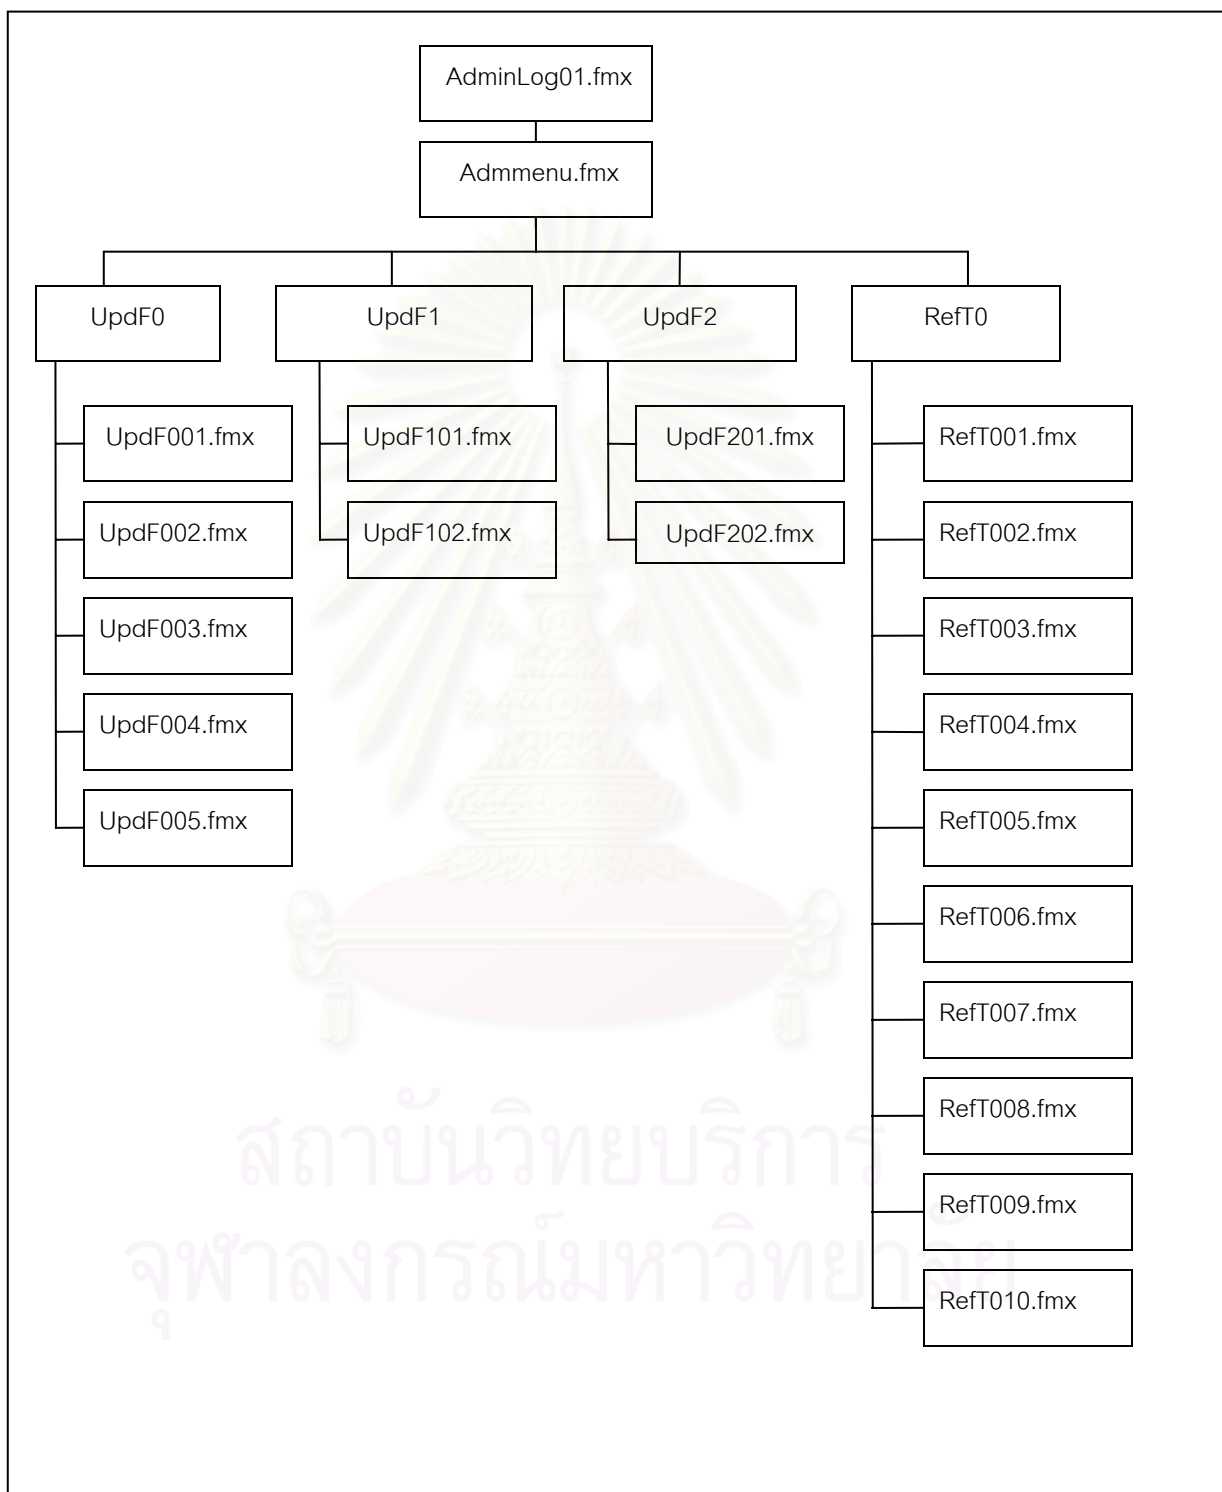 AdminLog01.fmx
Admmenu.fmx
UpdF0
UpdF1
UpdF2
RefT0
UpdF001.fmx
UpdF002.fmx
UpdF003.fmx
UpdF004.fmx
UpdF005.fmx
UpdF101.fmx
UpdF102.fmx
UpdF201.fmx
UpdF202.fmx
RefT001.fmx
RefT002.fmx
RefT003.fmx
RefT004.fmx
RefT005.fmx
RefT006.fmx
RefT007.fmx
RefT008.fmx
RefT009.fmx
RefT010.fmx
สถาบันวิทยบริการ
จุฬาลงกรณ์มหาวิทยาลัย